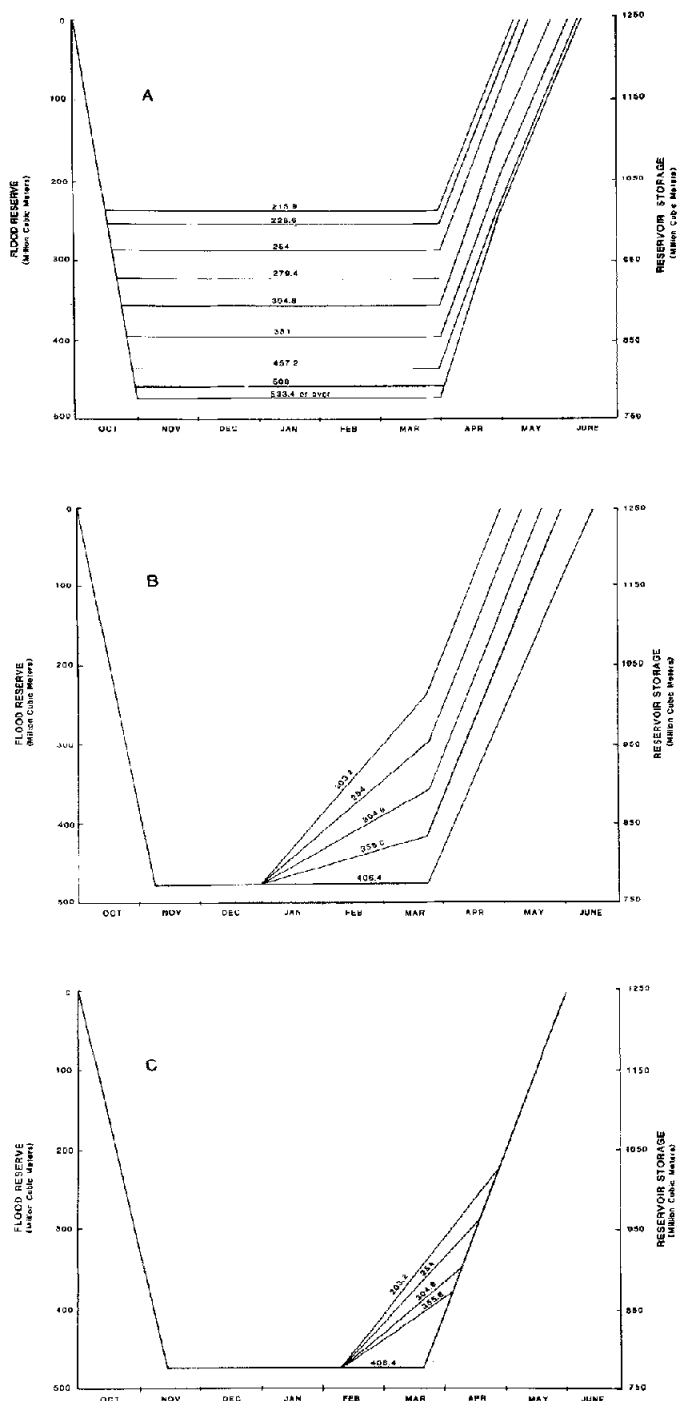 A
FLOOD RESERVE
(Million Cubic Meters)
0
100
200
300
400
500
1250
1150
1050
950
850
750
RESERVOIR STORAGE
(Million Cubic Meters)
215.9
228.6
254
279.4
304.8
381
457.2
508
533.4 or over
OCT NOV DEC JAN FEB MAR APR MAY JUNE
B
FLOOD RESERVE
(Million Cubic Meters)
0
100
200
300
400
500
1250
1150
1050
950
850
750
RESERVOIR STORAGE
(Million Cubic Meters)
203.2
254
304.8
406.4
OCT NOV DEC JAN FEB MAR APR MAY JUNE
C
FLOOD RESERVE
(Million Cubic Meters)
0
100
200
300
400
500
1250
1150
1050
950
850
750
RESERVOIR STORAGE
(Million Cubic Meters)
203.2
254
304.8
355.6
406.4
OCT NOV DEC JAN FEB MAR APR MAY JUNE